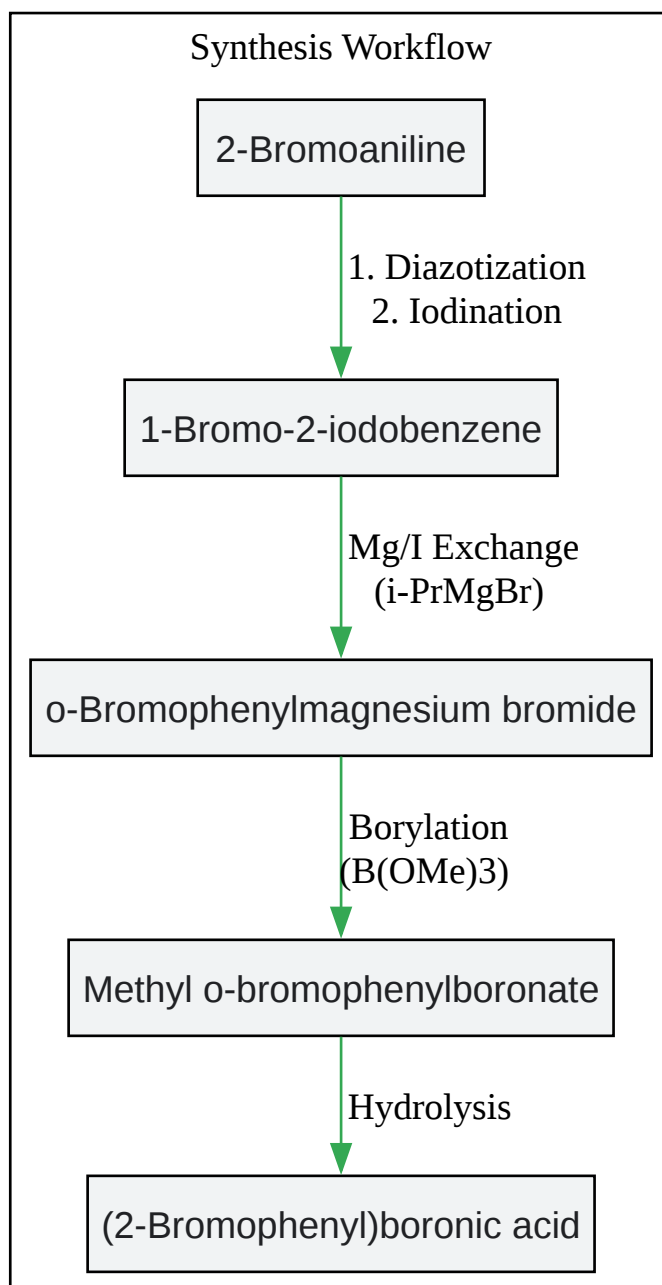 Synthesis Workflow
2-Bromoaniline
1. Diazotization
2. Iodination
1-Bromo-2-iodobenzene
Mg/I Exchange
(i-PrMgBr)
o-Bromophenylmagnesium bromide
Borylation
(B(OMe)3)
Methyl o-bromophenylboronate
Hydrolysis
(2-Bromophenyl)boronic acid